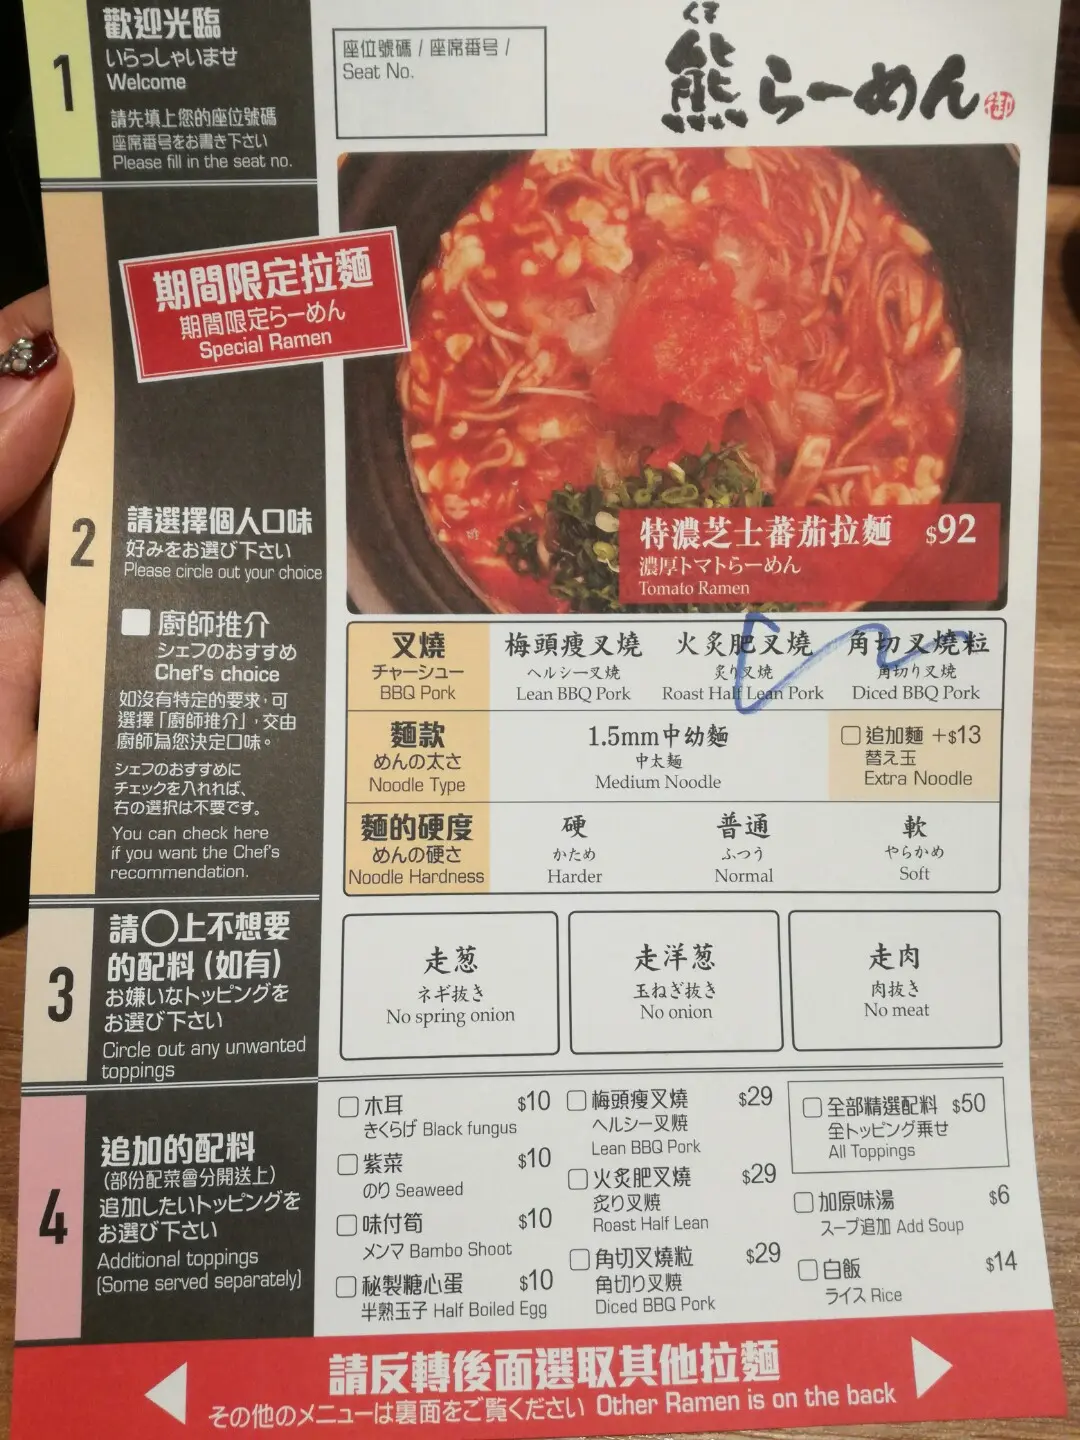 1
歡迎光臨
いらっしゃいませ
Welcome
請先填上您的座位號碼
座席番号をお書き下さい
Please fill in the seat no.
座位號碼 / 座席番号 /
Seat No.
くま
熊らーめん
御
期間限定拉麵
期間限定らーめん
Special Ramen
特濃芝士蕃茄拉麵 $92
濃厚トマトらーめん
Tomato Ramen
2
請選擇個人口味
好みをお選び下さい
Please circle out your choice
廚師推介
シェフのおすすめ
Chef's choice
如沒有特定的要求，可
選擇「廚師推介」，交由
廚師為您決定口味。
シェフのおすすめに
チェックを入れれば、
右の選択は不要です。
You can check here
if you want the Chef's
recommendation.
叉燒
チャーシュー
BBQ Pork
梅頭瘦叉燒
ヘルシー叉焼
Lean BBQ Pork
火炙肥叉燒
炙り叉焼
Roast Half Lean Pork
角切叉燒粒
角切り叉焼
Diced BBQ Pork
麵款
めんの太さ
Noodle Type
1.5mm中幼麵
中太麺
Medium Noodle
追加麵 +$13
替え玉
Extra Noodle
麵的硬度
めんの硬さ
Noodle Hardness
硬
かため
Harder
普通
ふつう
Normal
軟
やらかめ
Soft
3
請◯上不想要
的配料（如有）
お嫌いなトッピングを
お選び下さい
Circle out any unwanted
toppings
走葱
ネギ抜き
No spring onion
走洋葱
玉ねぎ抜き
No onion
走肉
肉抜き
No meat
4
追加的配料
（部份配菜會分開送上）
追加したいトッピングを
お選び下さい
Additional toppings
(Some served separately)
木耳 $10
きくらげ Black fungus
紫菜 $10
のり Seaweed
味付筍 $10
メンマ Bambo Shoot
秘製糖心蛋 $10
半熟玉子 Half Boiled Egg
梅頭瘦叉燒 $29
ヘルシー叉焼
Lean BBQ Pork
火炙肥叉燒 $29
炙り叉焼
Roast Half Lean
角切叉燒粒 $29
角切り叉焼
Diced BBQ Pork
全部精選配料 $50
全トッピング乗せ
All Toppings
加原味湯 $6
スープ追加 Add Soup
白飯 $14
ライス Rice
請反轉後面選取其他拉麵
その他のメニューは裏面をご覧ください Other Ramen is on the back